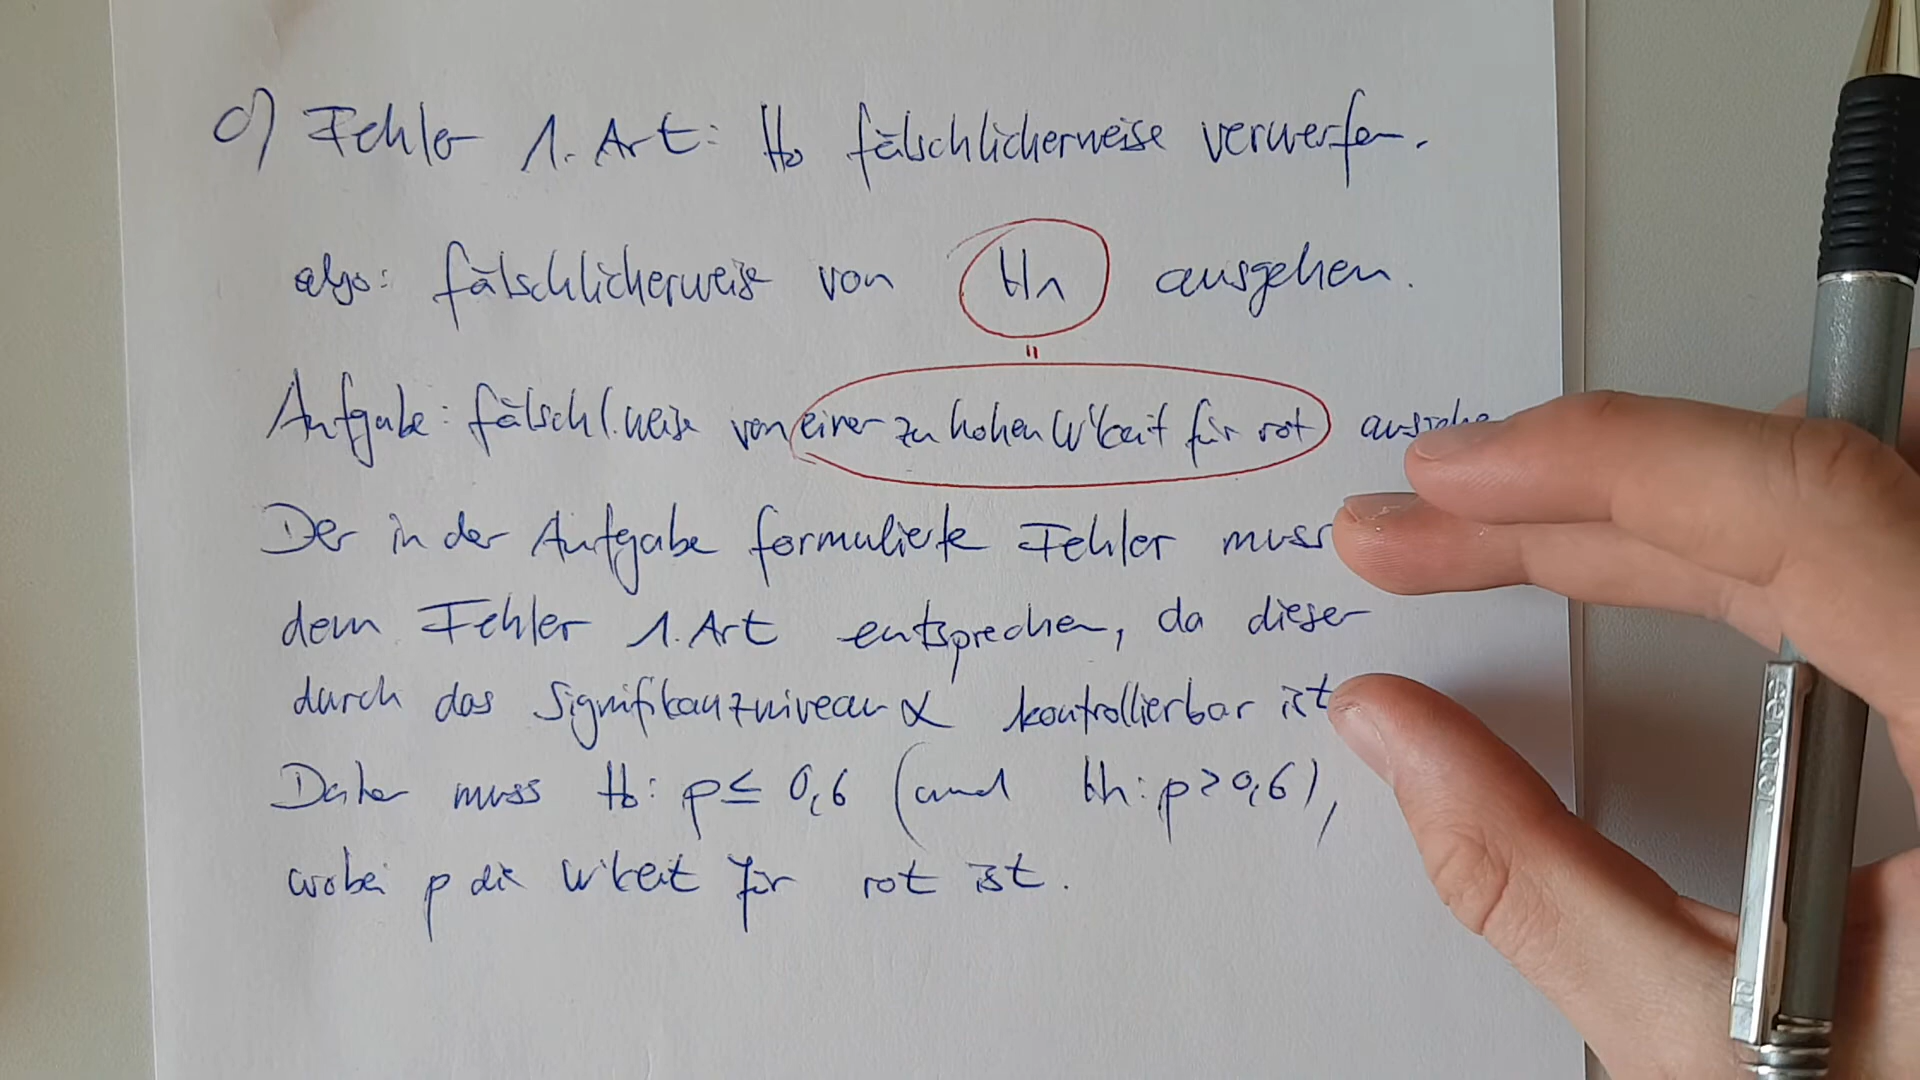 c) Fehler 1. Art: H₀ fälschlicherweise verwerfen.
also: fälschlicherweise von H₁ ausgehen.
"
Aufgabe: fälschl.weise von einer zu hohen W'keit für rot
Der in der Aufgabe formulierte Fehler muss
dem Fehler 1. Art entsprechen, da dieser
durch das Signifikanzniveau α kontrollierbar ist
Daher muss H₀: p ≤ 0,6 (und H₁: p > 0,6),
wobei p die W'keit für rot ist.
senator